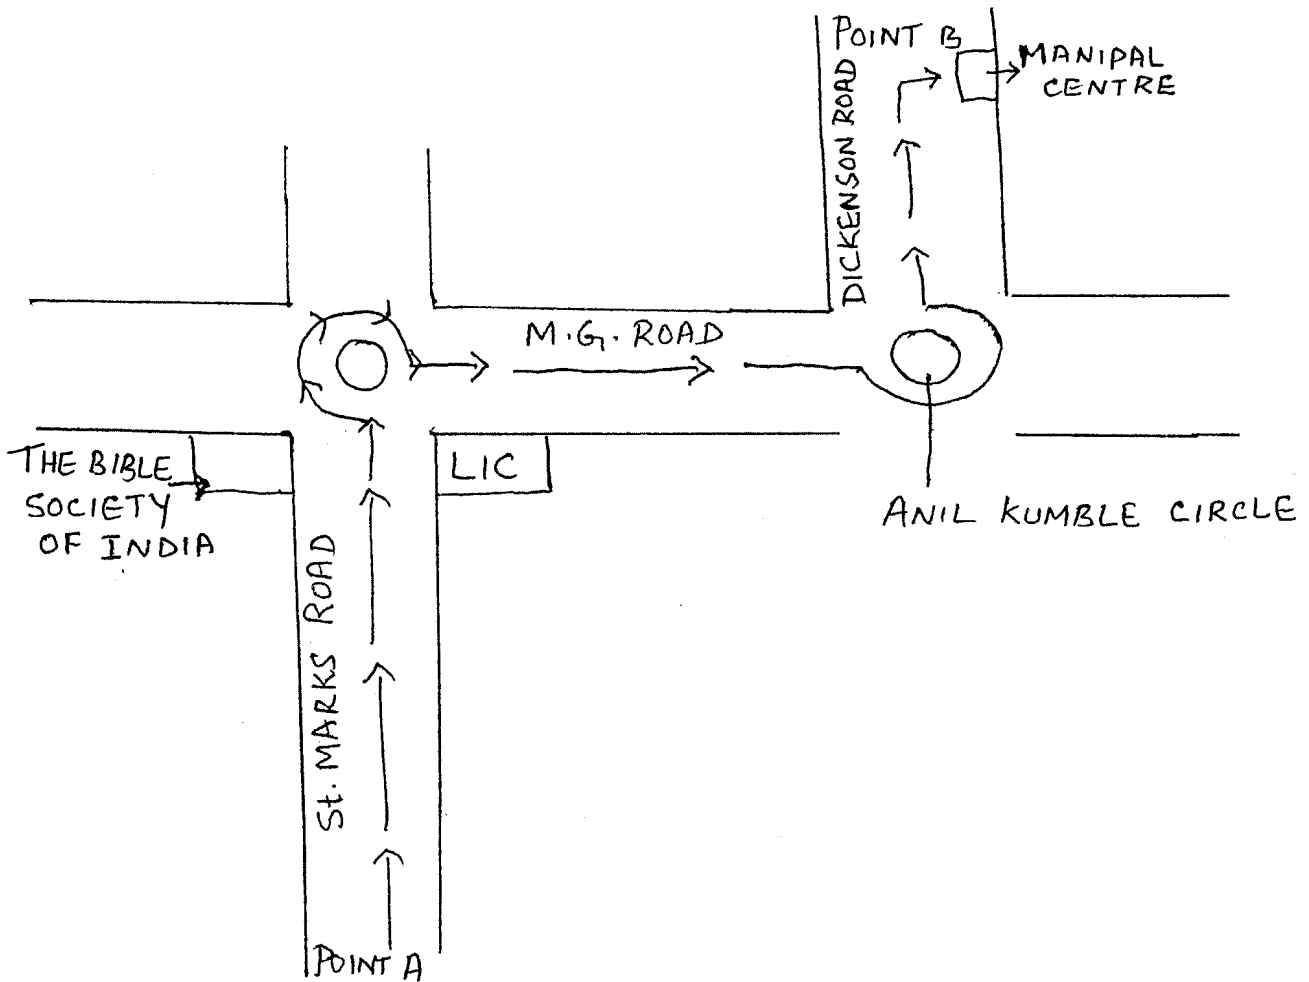 POINT B
MANIPAL
CENTRE
DICKENSON ROAD
M.G. ROAD
THE BIBLE
SOCIETY
OF INDIA
LIC
ANIL KUMBLE CIRCLE
St. MARKS ROAD
POINT A